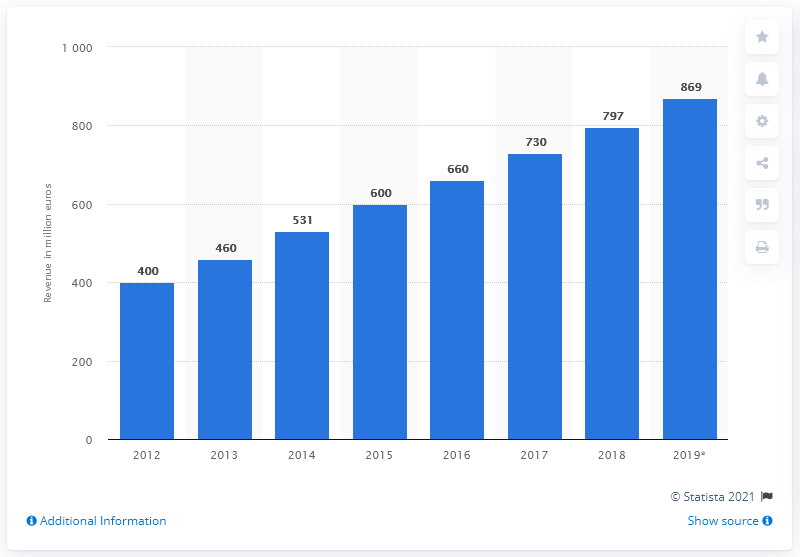 1 000
869
797
800
730
660
600
600
531
460
400
400
200
0
Revenue in million euros
2012 2013 2014 2015 2016 2017 2018 2019*
© Statista 2021
Additional Information
Show source